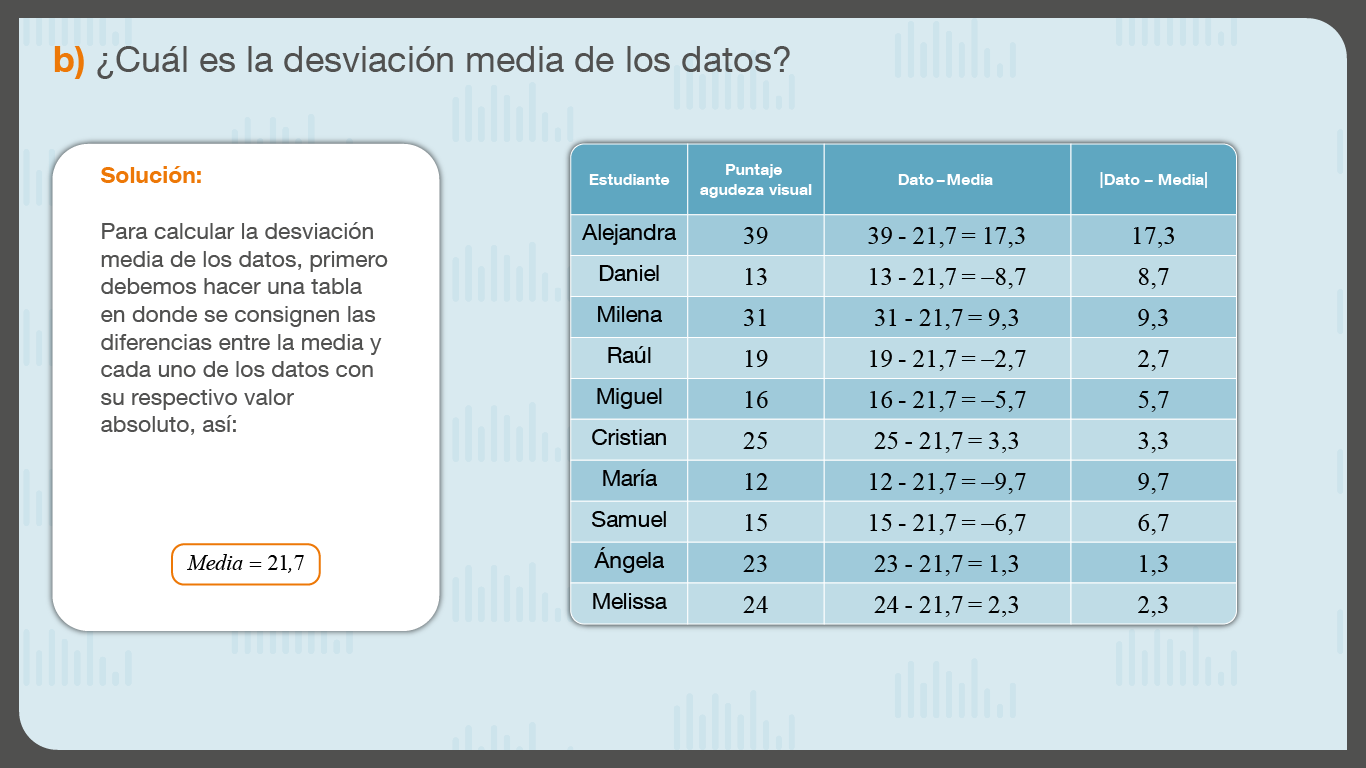 b) ¿Cuál es la desviación media de los datos?
Solución:
Para calcular la desviación
media de los datos, primero
debemos hacer una tabla
en donde se consignen las
diferencias entre la media y
cada uno de los datos con
su respectivo valor
absoluto, así:
Media = 21,7
Estudiante Puntaje agudeza visual Dato – Media |Dato – Media|
Alejandra 39 39 - 21,7 = 17,3 17,3
Daniel 13 13 - 21,7 = –8,7 8,7
Milena 31 31 - 21,7 = 9,3 9,3
Raúl 19 19 - 21,7 = –2,7 2,7
Miguel 16 16 - 21,7 = –5,7 5,7
Cristian 25 25 - 21,7 = 3,3 3,3
María 12 12 - 21,7 = –9,7 9,7
Samuel 15 15 - 21,7 = –6,7 6,7
Ángela 23 23 - 21,7 = 1,3 1,3
Melissa 24 24 - 21,7 = 2,3 2,3